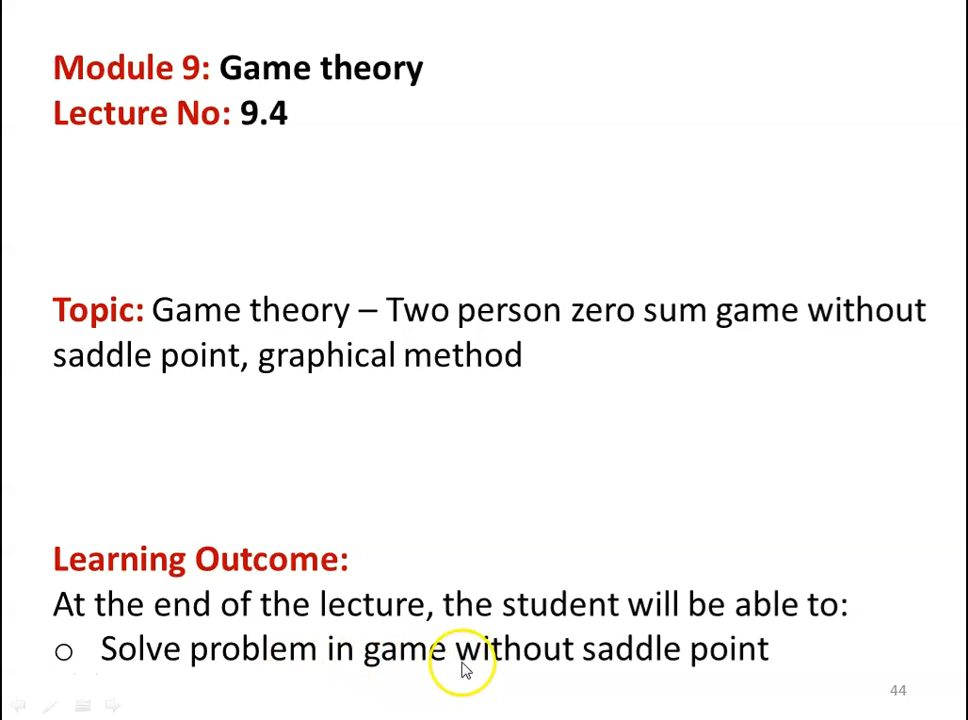 Module 9: Game theory
Lecture No: 9.4
Topic: Game theory – Two person zero sum game without
saddle point, graphical method
Learning Outcome:
At the end of the lecture, the student will be able to:
o Solve problem in game without saddle point
44